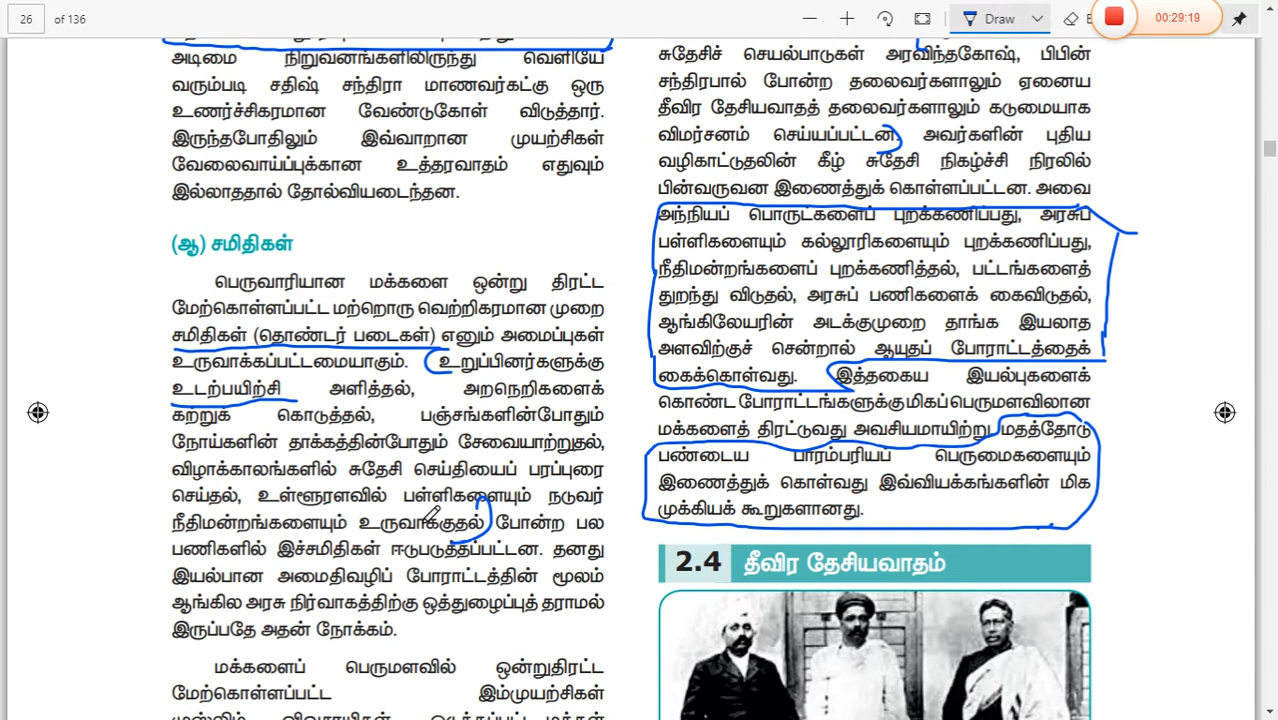 26 of 136
Draw
00:29:19
அடிமை நிறுவனங்களிலிருந்து வெளியே
வரும்படி சதிஷ் சந்திரா மாணவர்கட்கு ஒரு
உணர்ச்சிகரமான வேண்டுகோள் விடுத்தார்.
இருந்தபோதிலும் இவ்வாறான முயற்சிகள்
வேலைவாய்ப்புக்கான உத்தரவாதம் எதுவும்
இல்லாததால் தோல்வியடைந்தன.
(ஆ) சமிதிகள்
பெருவாரியான மக்களை ஒன்று திரட்ட
மேற்கொள்ளப்பட்ட மற்றொரு வெற்றிகரமான முறை
சமிதிகள் (தொண்டர் படைகள்) எனும் அமைப்புகள்
உருவாக்கப்பட்டமையாகும். உறுப்பினர்களுக்கு
உடற்பயிற்சி அளித்தல், அறநெறிகளைக்
கற்றுக் கொடுத்தல், பஞ்சங்களின்போதும்
நோய்களின் தாக்கத்தின்போதும் சேவையாற்றுதல்,
விழாக்காலங்களில் சுதேசி செய்தியைப் பரப்புரை
செய்தல், உள்ளூரளவில் பள்ளிகளையும் நடுவர்
நீதிமன்றங்களையும் உருவாக்குதல் போன்ற பல
பணிகளில் இச்சமிதிகள் ஈடுபடுத்தப்பட்டன. தனது
இயல்பான அமைதிவழிப் போராட்டத்தின் மூலம்
ஆங்கில அரசு நிர்வாகத்திற்கு ஒத்துழைப்புத் தராமல்
இருப்பதே அதன் நோக்கம்.
மக்களைப் பெருமளவில் ஒன்றுதிரட்ட
மேற்கொள்ளப்பட்ட இம்முயற்சிகள்
சுதேசிச் செயல்பாடுகள் அரவிந்தகோஷ், பிபின்
சந்திரபால் போன்ற தலைவர்களாலும் ஏனைய
தீவிர தேசியவாதத் தலைவர்களாலும் கடுமையாக
விமர்சனம் செய்யப்பட்டன. அவர்களின் புதிய
வழிகாட்டுதலின் கீழ் சுதேசி நிகழ்ச்சி நிரலில்
பின்வருவன இணைத்துக் கொள்ளப்பட்டன. அவை
அந்நியப் பொருட்களைப் புறக்கணிப்பது, அரசுப்
பள்ளிகளையும் கல்லூரிகளையும் புறக்கணிப்பது,
நீதிமன்றங்களைப் புறக்கணித்தல், பட்டங்களைத்
துறந்து விடுதல், அரசுப் பணிகளைக் கைவிடுதல்,
ஆங்கிலேயரின் அடக்குமுறை தாங்க இயலாத
அளவிற்குச் சென்றால் ஆயுதப் போராட்டத்தைக்
கைக்கொள்வது. இத்தகைய இயல்புகளைக்
கொண்ட போராட்டங்களுக்கு மிகப்பெருமளவிலான
மக்களைத் திரட்டுவது அவசியமாயிற்று. மதத்தோடு
பண்டைய பாரம்பரியப் பெருமைகளையும்
இணைத்துக் கொள்வது இவ்வியக்கங்களின் மிக
முக்கியக் கூறுகளானது.
2.4 தீவிர தேசியவாதம்